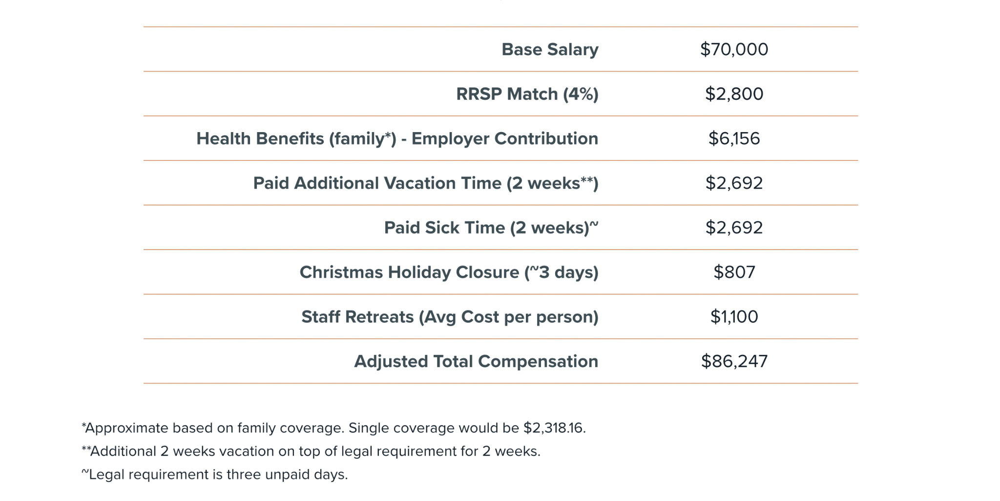 Base Salary $70,000
RRSP Match (4%) $2,800
Health Benefits (family*) - Employer Contribution $6,156
Paid Additional Vacation Time (2 weeks**) $2,692
Paid Sick Time (2 weeks)~ $2,692
Christmas Holiday Closure (~3 days) $807
Staff Retreats (Avg Cost per person) $1,100
Adjusted Total Compensation $86,247
*Approximate based on family coverage. Single coverage would be $2,318.16.
**Additional 2 weeks vacation on top of legal requirement for 2 weeks.
~Legal requirement is three unpaid days.